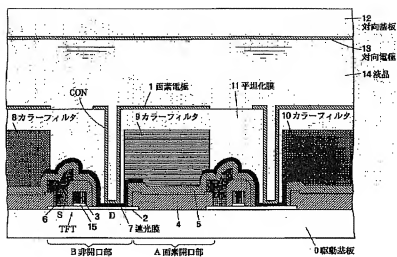 12
対向基板
13
対向電極
14 液晶
CON
1 画素電極
11 平坦化膜
8 カラーフィルタ
9 カラーフィルタ
10 カラーフィルタ
6
S
3
D
2
4
5
TFT
15
7 遮光膜
0 駆動基板
B 非開口部
A 画素開口部